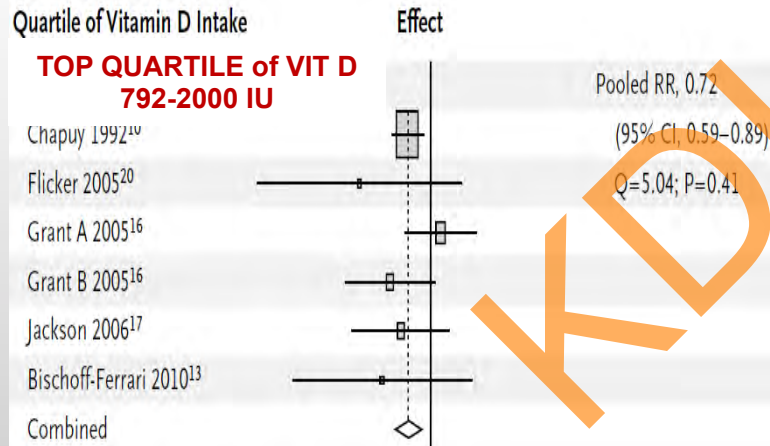 Quartile of Vitamin D Intake Effect
TOP QUARTILE of VIT D
792-2000 IU
Pooled RR, 0.72
Chapuy 1992¹⁰ (95% CI, 0.59–0.89)
Flicker 2005²⁰ Q=5.04; P=0.41
Grant A 2005¹⁶
Grant B 2005¹⁶
Jackson 2006¹⁷
Bischoff-Ferrari 2010¹³
Combined